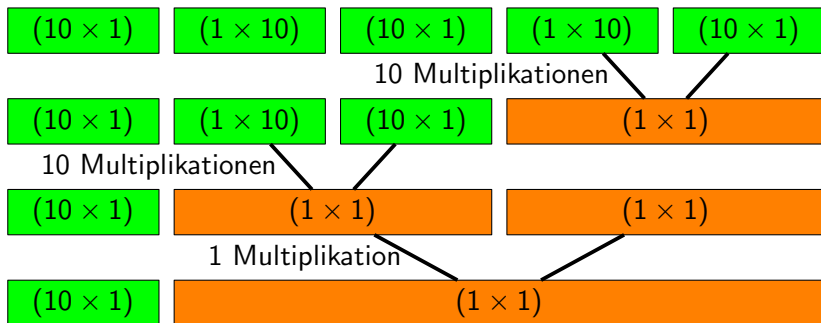 (10 × 1) (1 × 10) (10 × 1) (1 × 10) (10 × 1)
10 Multiplikationen
(10 × 1) (1 × 10) (10 × 1) (1 × 1)
10 Multiplikationen
(10 × 1) (1 × 1) (1 × 1)
1 Multiplikation
(10 × 1) (1 × 1)